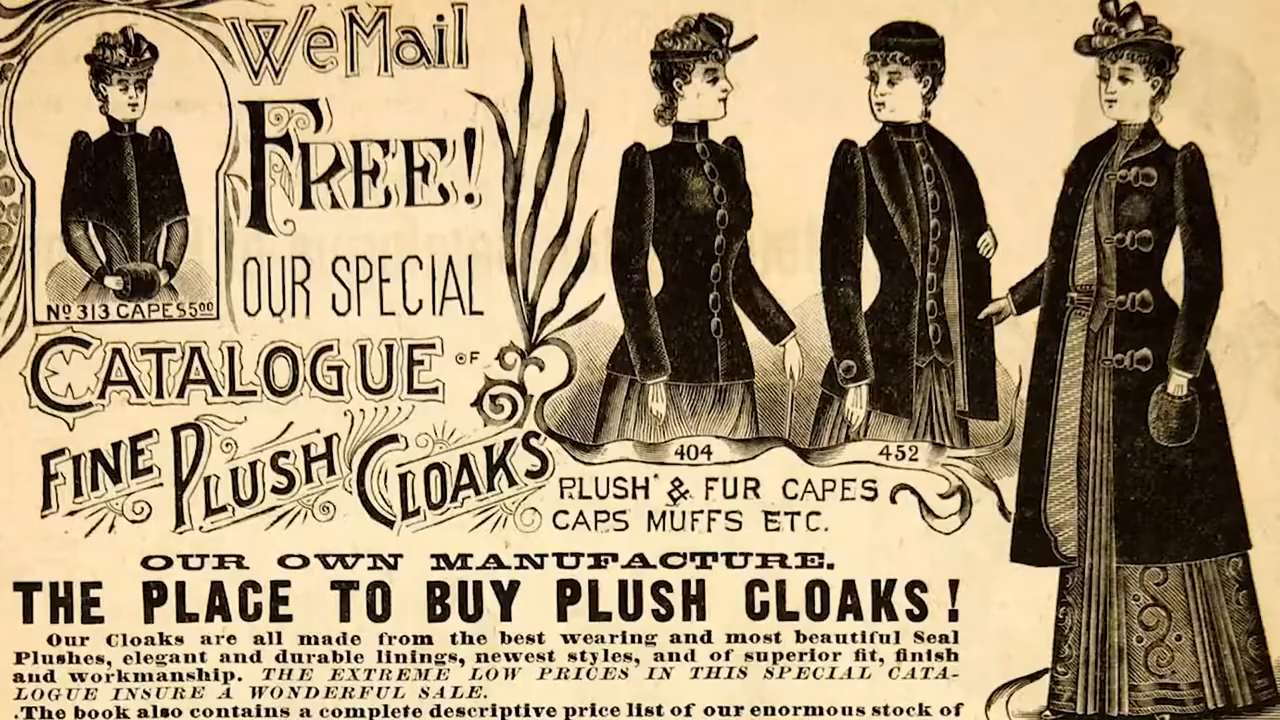 We Mail
FREE!
OUR SPECIAL
No 313 CAPES 5 00
CATALOGUE OF
FINE PLUSH CLOAKS
404
452
PLUSH & FUR CAPES
CAPS MUFFS ETC.
OUR OWN MANUFACTURE.
THE PLACE TO BUY PLUSH CLOAKS!
Our Cloaks are all made from the best wearing and most beautiful Seal
Plushes, elegant and durable linings, newest styles, and of superior fit, finish
and workmanship. THE EXTREME LOW PRICES IN THIS SPECIAL CATA-
LOGUE INSURE A WONDERFUL SALE.
.The book also contains a complete descriptive price list of our enormous stock of